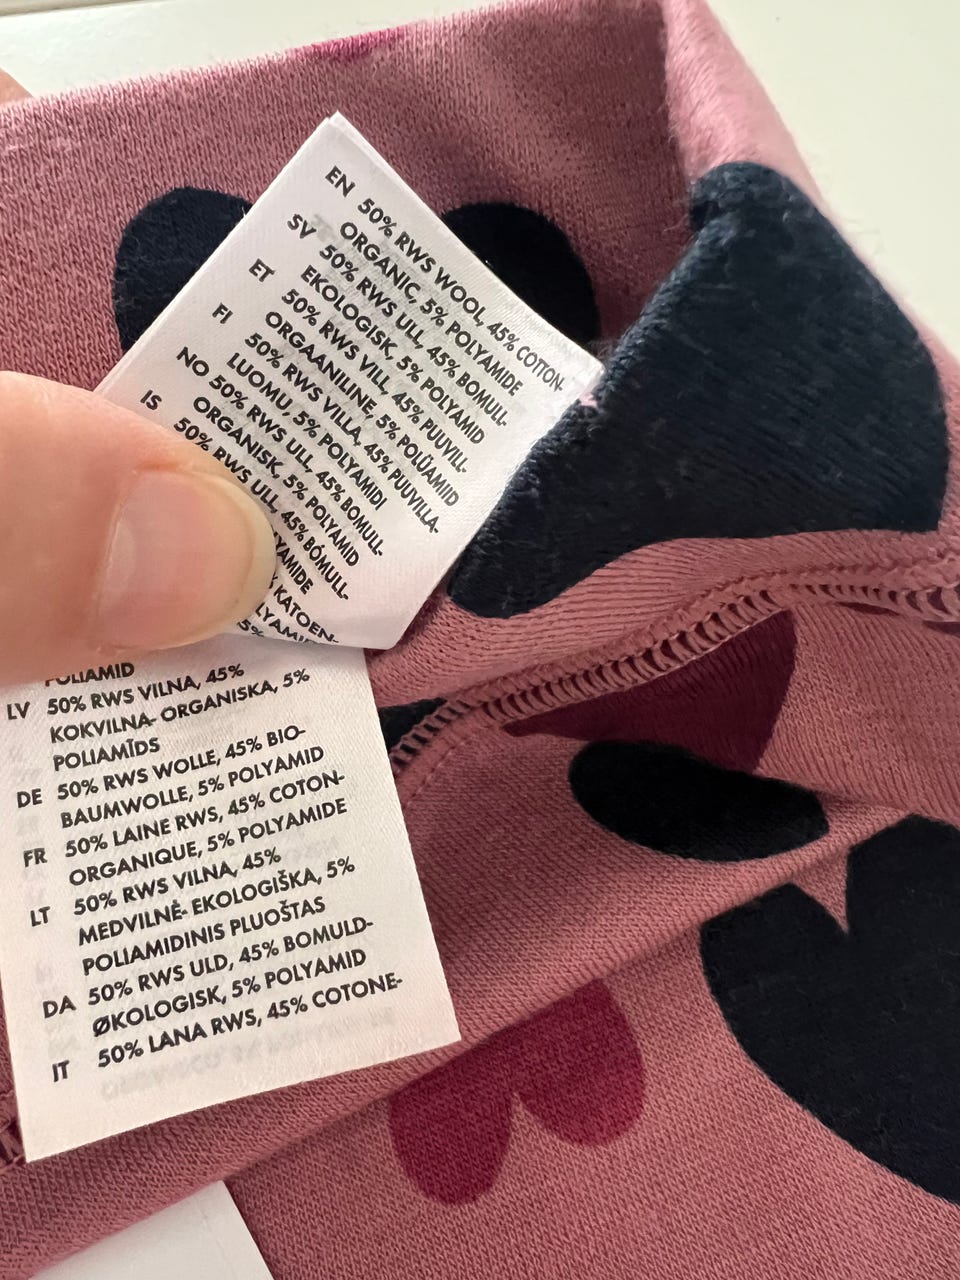 EN 50% RWS WOOL, 45% COTTON-
ORGANIC, 5% POLYAMIDE
SV 50% RWS ULL, 45% BOMULL-
EKOLOGISK, 5% POLYAMID
ET 50% RWS VILL, 45% PUUVILL-
ORGAANILINE, 5% POLÜAMIID
FI 50% RWS VILLA, 45% PUUVILLA-
LUOMU, 5% POLYAMIDI
NO 50% RWS ULL, 45% BOMULL-
ORGANISK, 5% POLYAMID
IS 50% RWS ULL, 45% BÓMULL-
KATOEN-
5%
POLIAMID
LV 50% RWS VILNA, 45%
KOKVILNA- ORGANISKA, 5%
POLIAMĪDS
DE 50% RWS WOLLE, 45% BIO-
BAUMWOLLE, 5% POLYAMID
FR 50% LAINE RWS, 45% COTON-
ORGANIQUE, 5% POLYAMIDE
LT 50% RWS VILNA, 45%
MEDVILNĖ- EKOLOGIŠKA, 5%
POLIAMIDINIS PLUOŠTAS
DA 50% RWS ULD, 45% BOMULD-
ØKOLOGISK, 5% POLYAMID
IT 50% LANA RWS, 45% COTONE-